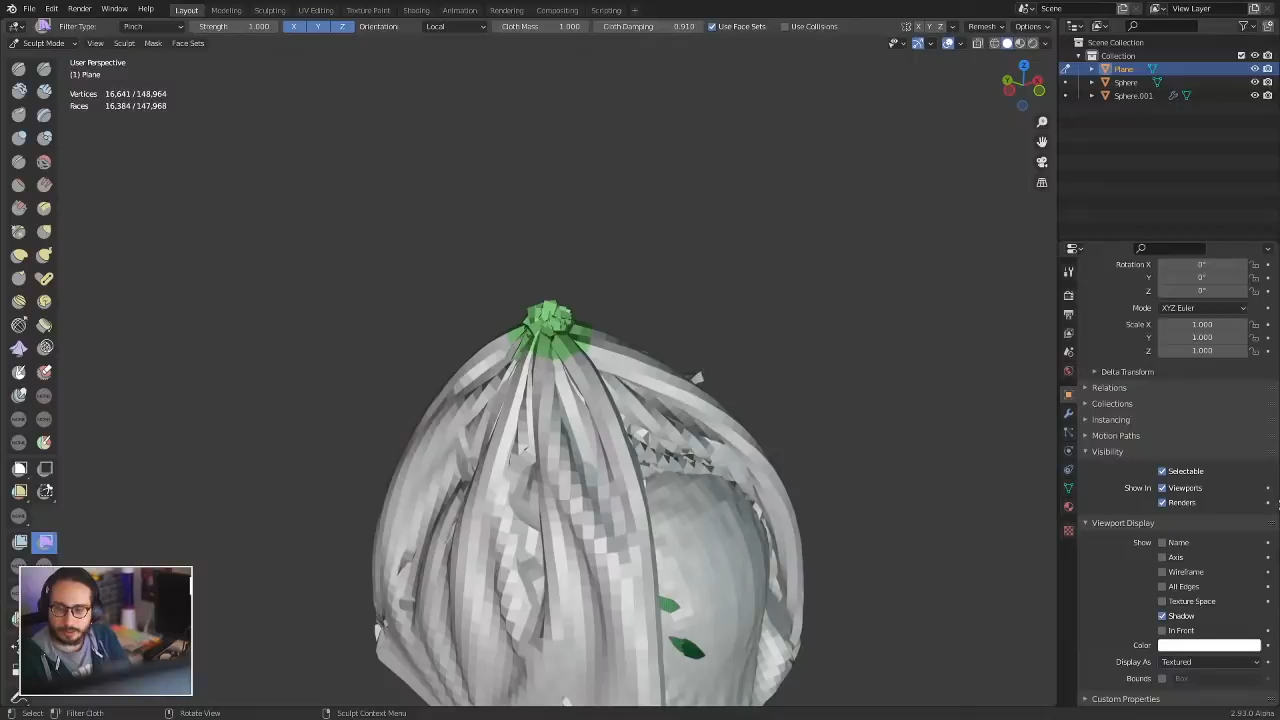 File Edit Render Window Help Layout Modeling Sculpting UV Editing Texture Paint Shading Animation Rendering Compositing Scripting + Scene View Layer
Filter Type: Pinch Strength 1.000 X Y Z Orientation: Local Cloth Mass 1.000 Cloth Damping 0.910 Use Face Sets Use Collisions X Y Z Remesh Options
Sculpt Mode View Sculpt Mask Face Sets
Scene Collection
Collection
Plane
Sphere
Sphere.001
User Perspective
(1) Plane
Vertices 16,641 / 148,964
Faces 16,384 / 147,968
Rotation X 0°
Y 0°
Z 0°
Mode XYZ Euler
Scale X 1.000
Y 1.000
Z 1.000
Delta Transform
Relations
Collections
Instancing
Motion Paths
Visibility
Selectable
Show In Viewports
Renders
Viewport Display
Show Name
Axis
Wireframe
All Edges
Texture Space
Shadow
In Front
Color
Display As Textured
Bounds Box
Custom Properties
Select Filter Cloth Rotate View Sculpt Context Menu 2.93.0 Alpha